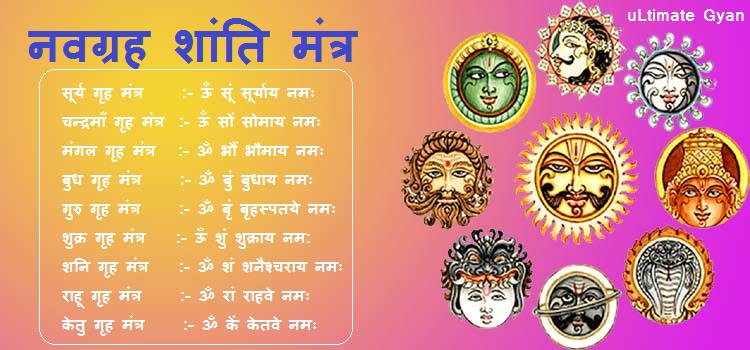 uLtimate Gyan
नवग्रह शांति मंत्र
सूर्य गृह मंत्र :- ऊँ सूं सूर्याय नमः
चन्द्रमाँ गृह मंत्र :- ऊँ सों सोमाय नमः
मंगल गृह मंत्र :- ॐ भौं भौमाय नमः
बुध गृह मंत्र :- ॐ बुं बुधाय नमः
गुरु गृह मंत्र :- ॐ बृं बृहस्पतये नमः
शुक्र गृह मंत्र :- ऊँ शुं शुक्राय नम:
शनि गृह मंत्र :- ॐ शं शनैश्चराय नमः
राहू गृह मंत्र :- ॐ रां राहवे नमः
केतु गृह मंत्र :- ॐ कें केतवे नमः